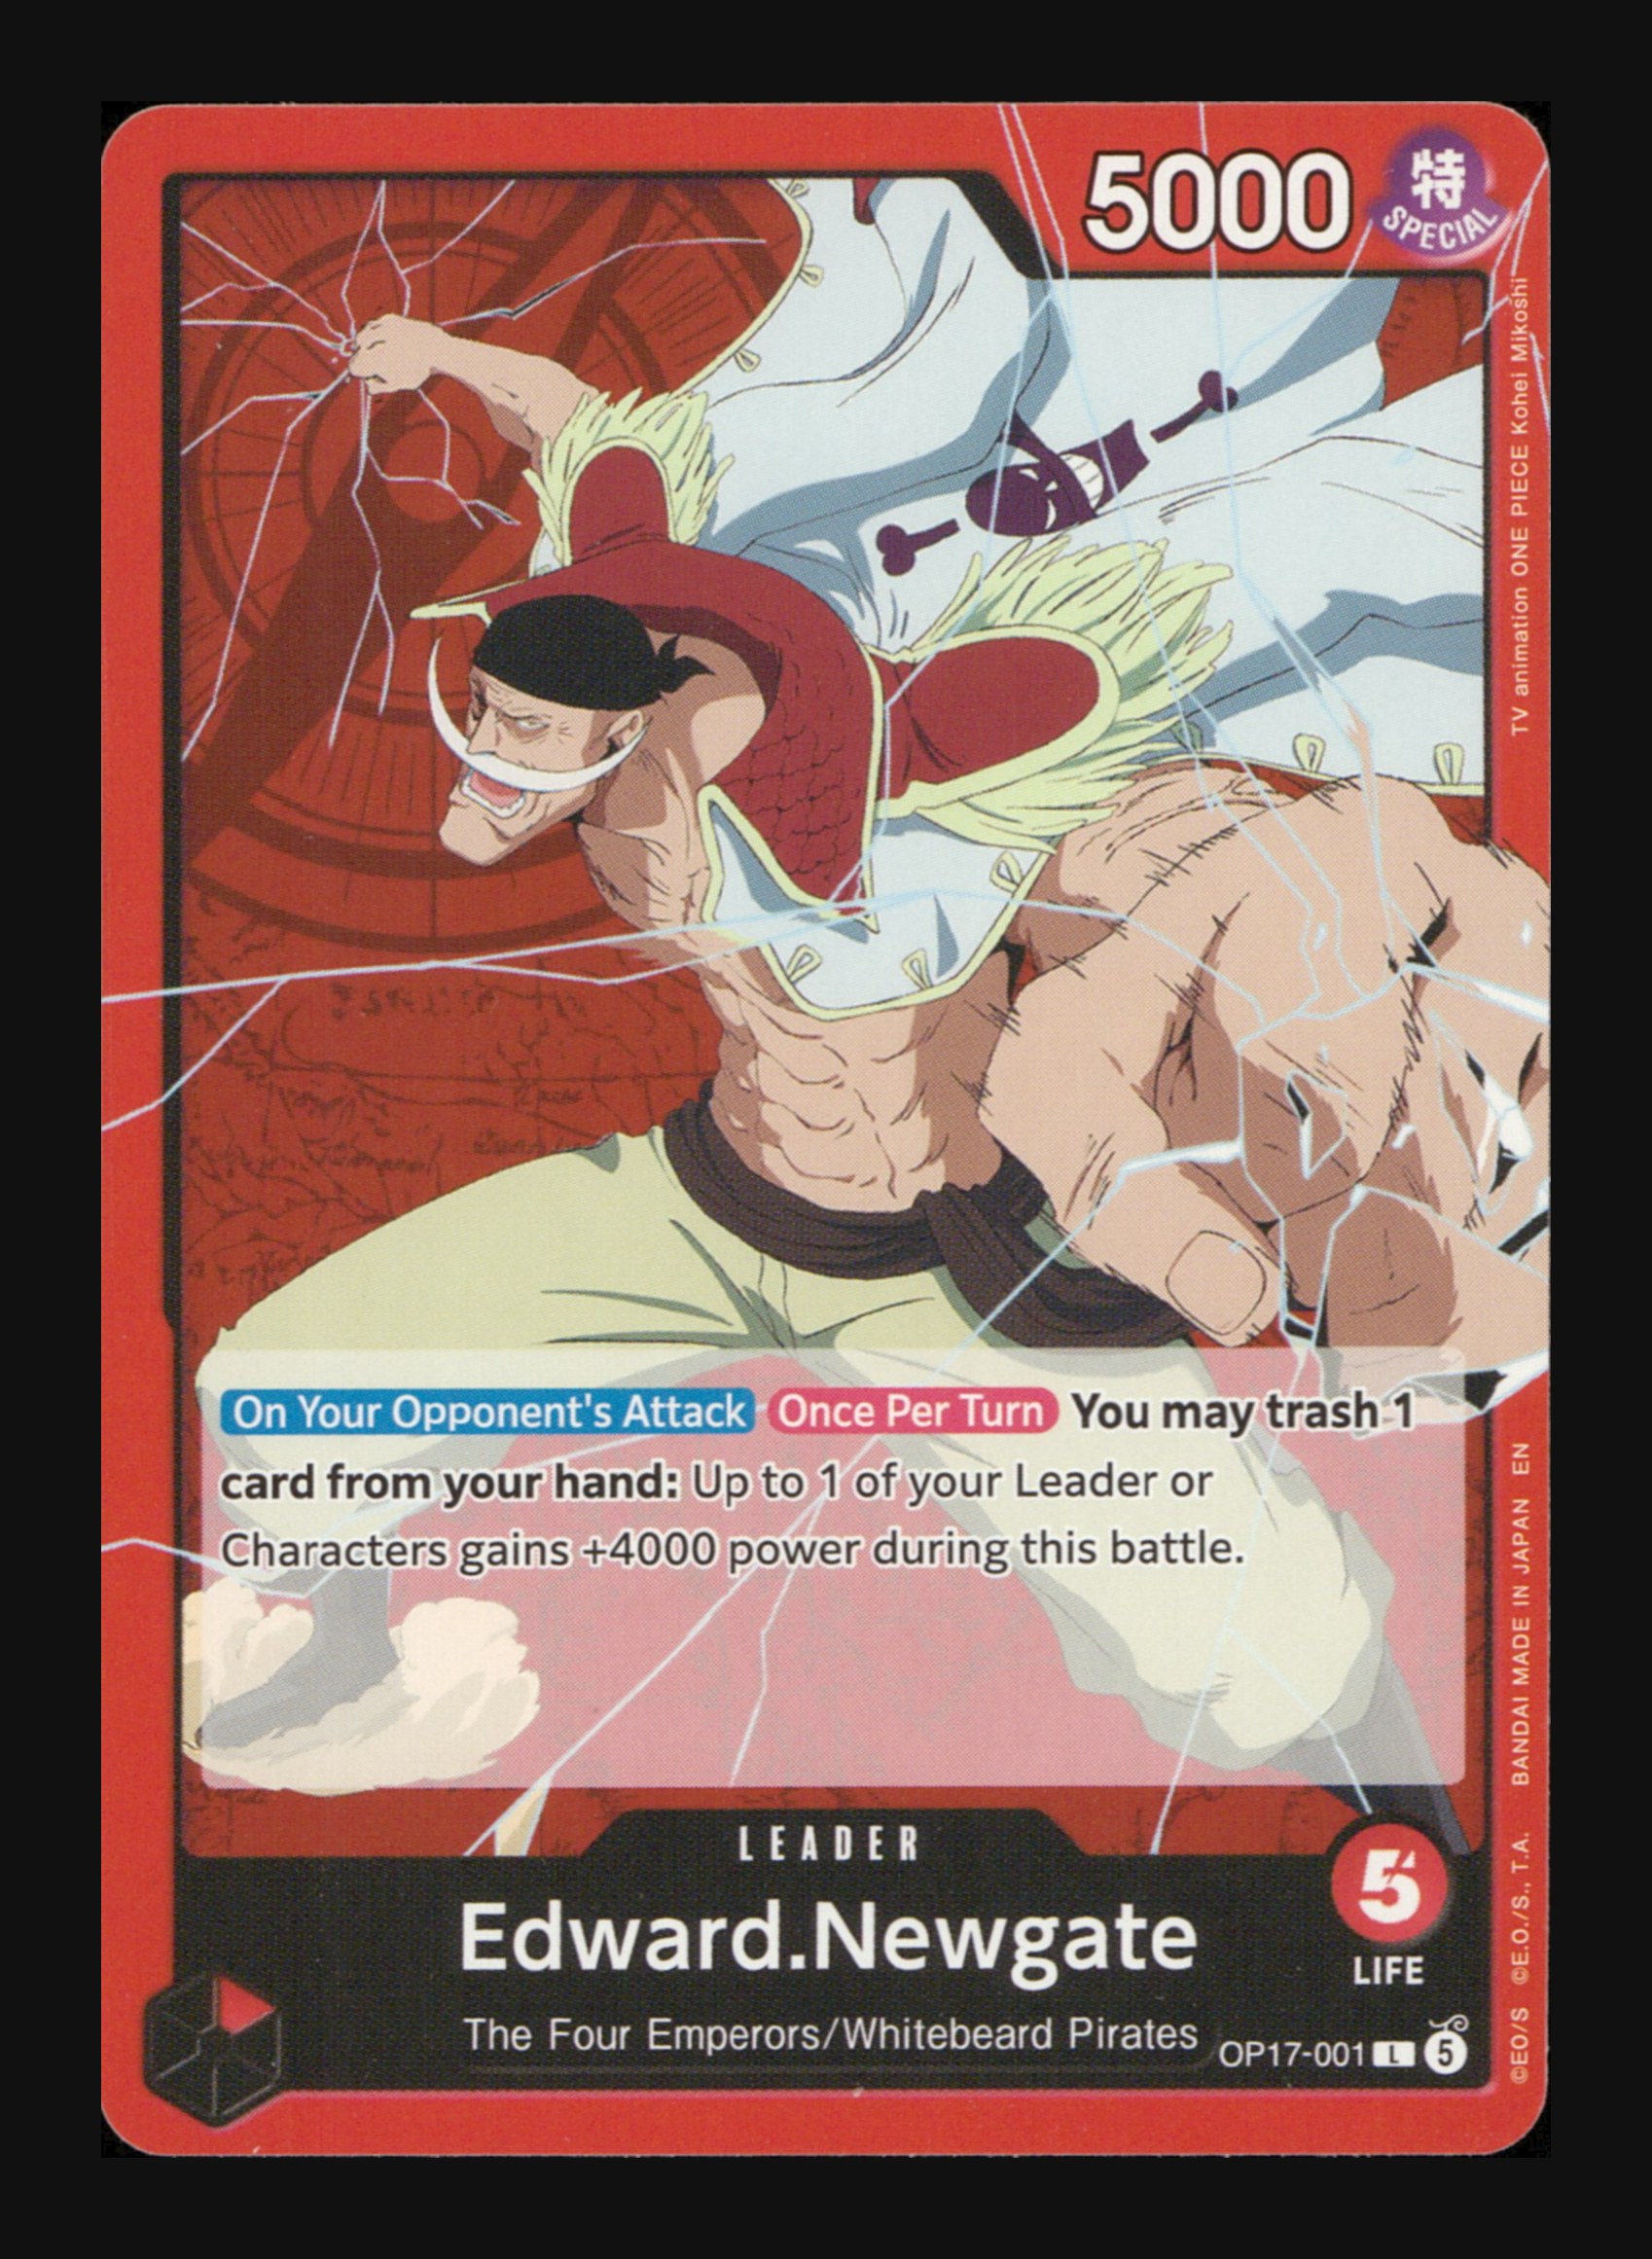 5000
特
SPECIAL
TV animation ONE PIECE Kohei Mikoshi
On Your Opponent's Attack Once Per Turn You may trash 1
card from your hand: Up to 1 of your Leader or
Characters gains +4000 power during this battle.
LEADER
5
Edward.Newgate
LIFE
The Four Emperors/Whitebeard Pirates
OP17-001 L 5
©EO/S ©E.O./S., T.A. BANDAI MADE IN JAPAN EN